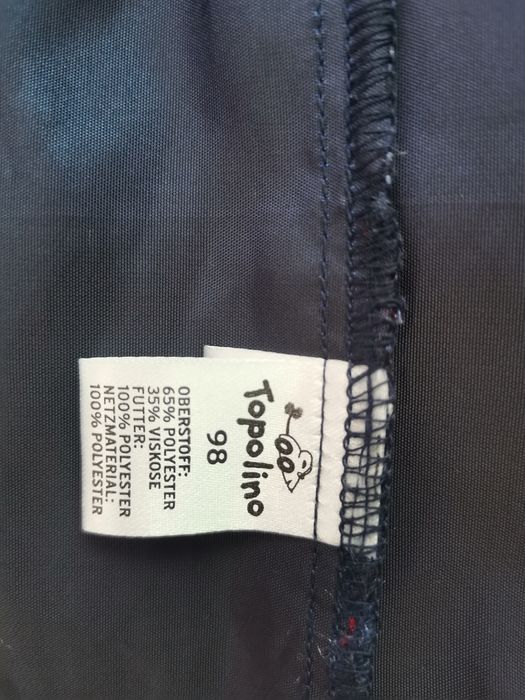 Topolino
98
OBERSTOFF:
65% POLYESTER
35% VISKOSE
FUTTER:
100% POLYESTER
NETZMATERIAL:
100% POLYESTER